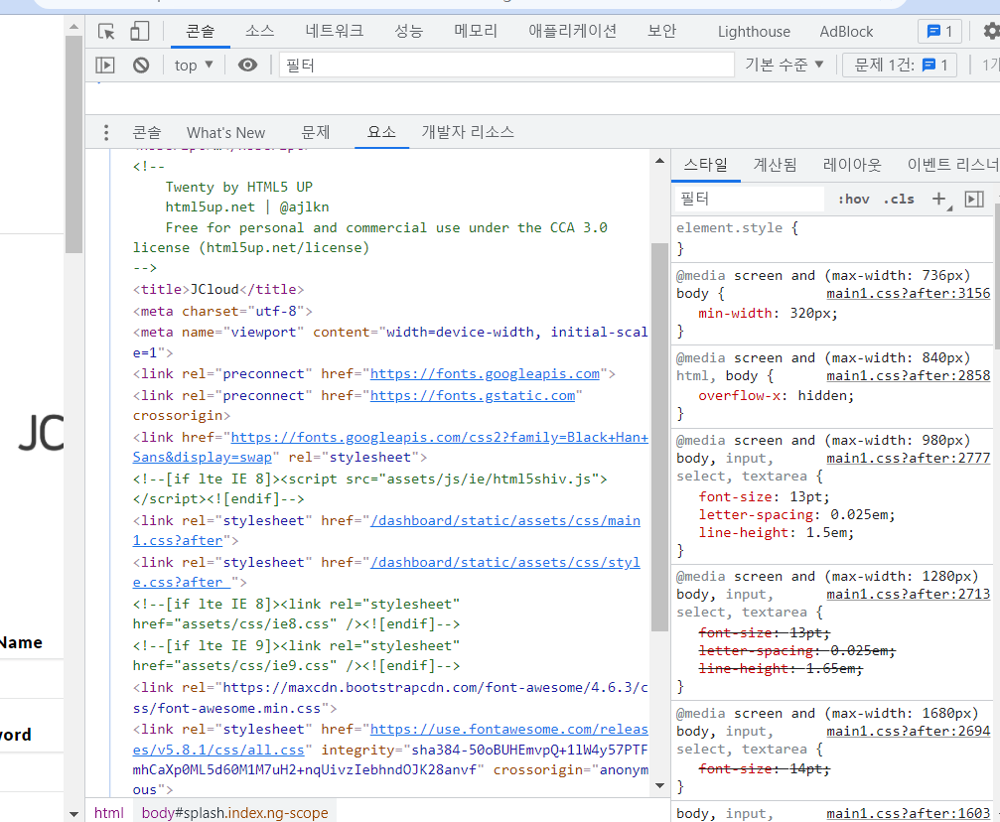 콘솔 소스 네트워크 성능 메모리 애플리케이션 보안 Lighthouse AdBlock 1
top ▼ 필터 기본 수준 ▼ 문제 1건: 1
콘솔 What's New 문제 요소 개발자 리소스
<!--
Twenty by HTML5 UP
html5up.net | @ajlkn
Free for personal and commercial use under the CCA 3.0
license (html5up.net/license)
-->
<title>JCloud</title>
<meta charset="utf-8">
<meta name="viewport" content="width=device-width, initial-scal
e=1">
<link rel="preconnect" href="https://fonts.googleapis.com">
<link rel="preconnect" href="https://fonts.gstatic.com"
crossorigin>
<link href="https://fonts.googleapis.com/css2?family=Black+Han+
Sans&display=swap" rel="stylesheet">
<!--[if lte IE 8]><script src="assets/js/ie/html5shiv.js">
</script><![endif]-->
<link rel="stylesheet" href="/dashboard/static/assets/css/main
1.css?after">
<link rel="stylesheet" href="/dashboard/static/assets/css/styl
e.css?after ">
<!--[if lte IE 8]><link rel="stylesheet"
href="assets/css/ie8.css" /><![endif]-->
<!--[if lte IE 9]><link rel="stylesheet"
href="assets/css/ie9.css" /><![endif]-->
<link rel="https://maxcdn.bootstrapcdn.com/font-awesome/4.6.3/c
ss/font-awesome.min.css">
<link rel="stylesheet" href="https://use.fontawesome.com/releas
es/v5.8.1/css/all.css" integrity="sha384-50oBUHEmvpQ+1lW4y57PTF
mhCaXp0ML5d60M1M7uH2+nqUivzIebhndOJK28anvf" crossorigin="anonym
ous">
html body#splash.index.ng-scope
스타일 계산됨 레이아웃 이벤트 리스너
필터 :hov .cls +
element.style {
}
@media screen and (max-width: 736px)
body { main1.css?after:3156
min-width: 320px;
}
@media screen and (max-width: 840px)
html, body { main1.css?after:2858
overflow-x: hidden;
}
@media screen and (max-width: 980px)
body, input, main1.css?after:2777
select, textarea {
font-size: 13pt;
letter-spacing: 0.025em;
line-height: 1.5em;
}
@media screen and (max-width: 1280px)
body, input, main1.css?after:2713
select, textarea {
font-size: 13pt;
letter-spacing: 0.025em;
line-height: 1.65em;
}
@media screen and (max-width: 1680px)
body, input, main1.css?after:2694
select, textarea {
font-size: 14pt;
}
body, input, main1.css?after:1603
JC
Name
word